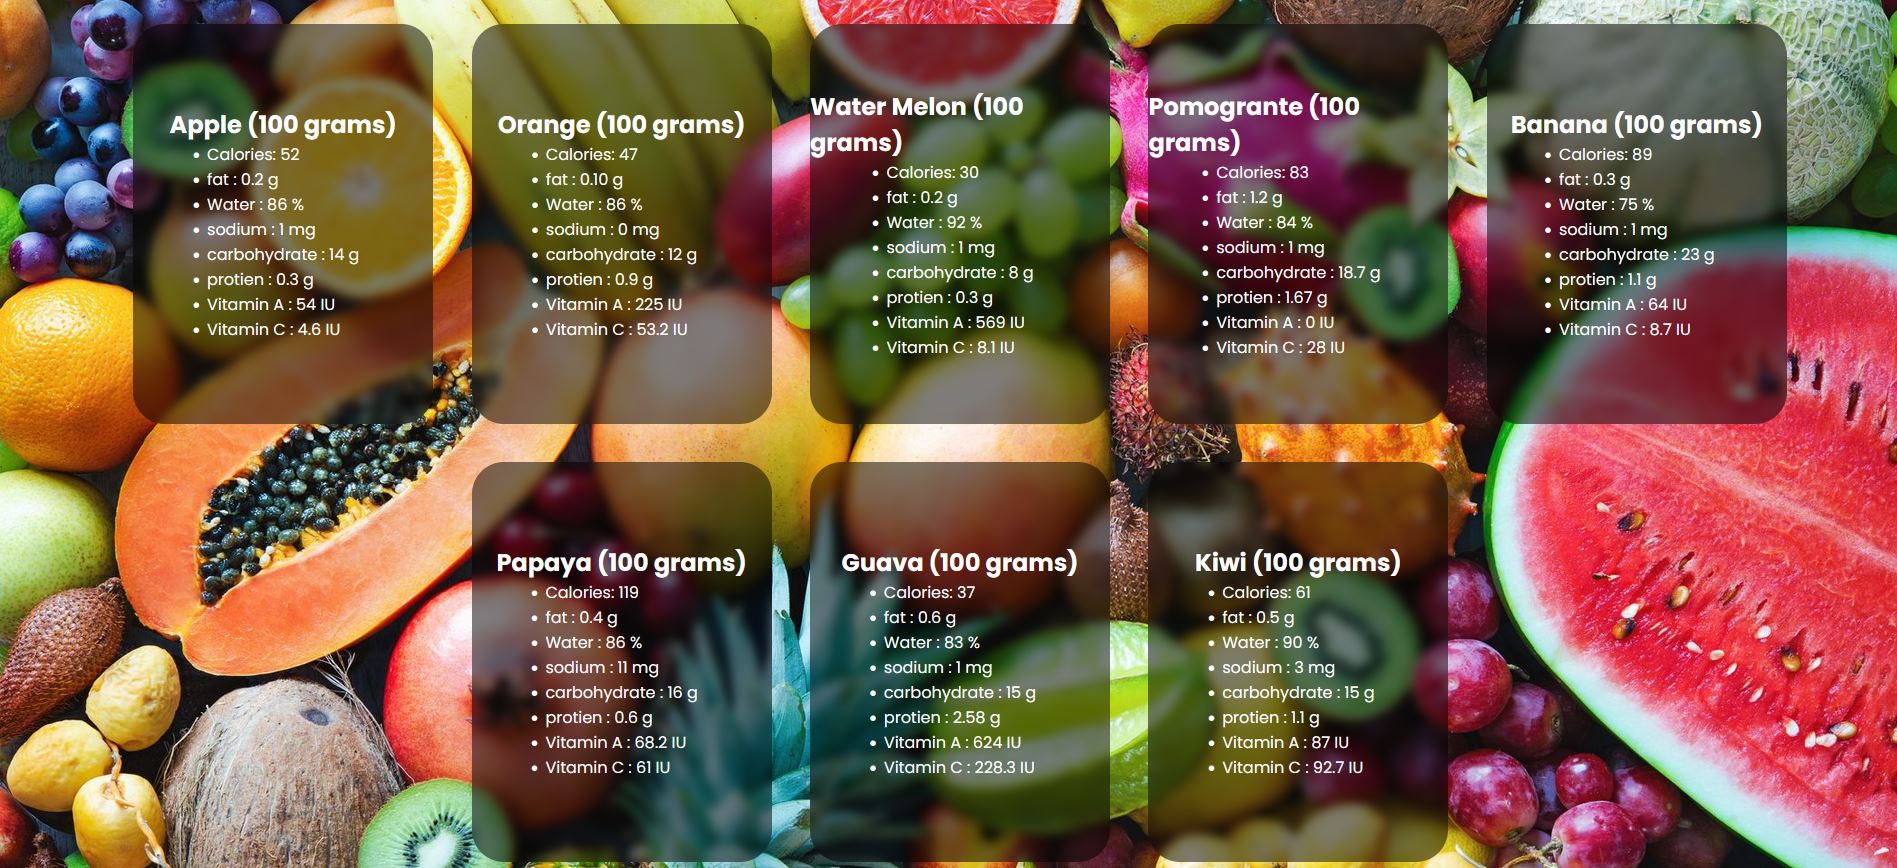 Apple (100 grams)
Calories: 52
fat : 0.2 g
Water : 86 %
sodium : 1 mg
carbohydrate : 14 g
protien : 0.3 g
Vitamin A : 54 IU
Vitamin C : 4.6 IU
Orange (100 grams)
Calories: 47
fat : 0.10 g
Water : 86 %
sodium : 0 mg
carbohydrate : 12 g
protien : 0.9 g
Vitamin A : 225 IU
Vitamin C : 53.2 IU
Water Melon (100
grams)
Calories: 30
fat : 0.2 g
Water : 92 %
sodium : 1 mg
carbohydrate : 8 g
protien : 0.3 g
Vitamin A : 569 IU
Vitamin C : 8.1 IU
Pomogrante (100
grams)
Calories: 83
fat : 1.2 g
Water : 84 %
sodium : 1 mg
carbohydrate : 18.7 g
protien : 1.67 g
Vitamin A : 0 IU
Vitamin C : 28 IU
Banana (100 grams)
Calories: 89
fat : 0.3 g
Water : 75 %
sodium : 1 mg
carbohydrate : 23 g
protien : 1.1 g
Vitamin A : 64 IU
Vitamin C : 8.7 IU
Papaya (100 grams)
Calories: 119
fat : 0.4 g
Water : 86 %
sodium : 11 mg
carbohydrate : 16 g
protien : 0.6 g
Vitamin A : 68.2 IU
Vitamin C : 61 IU
Guava (100 grams)
Calories: 37
fat : 0.6 g
Water : 83 %
sodium : 1 mg
carbohydrate : 15 g
protien : 2.58 g
Vitamin A : 624 IU
Vitamin C : 228.3 IU
Kiwi (100 grams)
Calories: 61
fat : 0.5 g
Water : 90 %
sodium : 3 mg
carbohydrate : 15 g
protien : 1.1 g
Vitamin A : 87 IU
Vitamin C : 92.7 IU